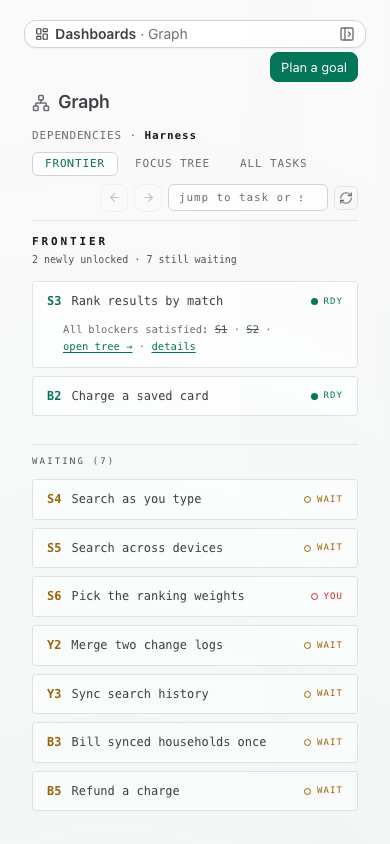 Dashboards · Graph
Plan a goal
Graph
DEPENDENCIES · Harness
FRONTIER FOCUS TREE ALL TASKS
← → jump to task or s
FRONTIER
2 newly unlocked · 7 still waiting
S3 Rank results by match RDY
All blockers satisfied: S1 · S2 ·
open tree → · details
B2 Charge a saved card RDY
WAITING (7)
S4 Search as you type WAIT
S5 Search across devices WAIT
S6 Pick the ranking weights YOU
Y2 Merge two change logs WAIT
Y3 Sync search history WAIT
B3 Bill synced households once WAIT
B5 Refund a charge WAIT